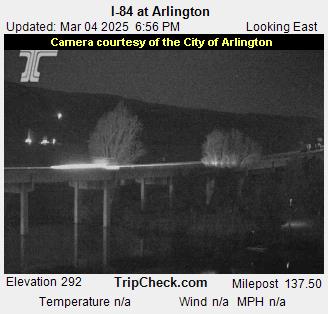 I-84 at Arlington
Updated: Mar 04 2025 6:56 PM Looking East
Camera courtesy of the City of Arlington
Elevation 292 TripCheck.com Milepost 137.50
Temperature n/a Wind n/a MPH n/a